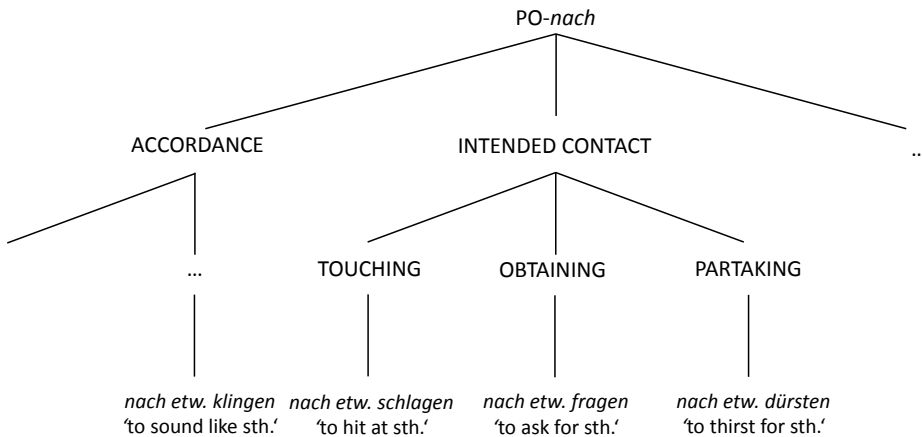 PO-nach
ACCORDANCE
INTENDED CONTACT
...
...
TOUCHING
OBTAINING
PARTAKING
nach etw. klingen
'to sound like sth.'
nach etw. schlagen
'to hit at sth.'
nach etw. fragen
'to ask for sth.'
nach etw. dürsten
'to thirst for sth.'